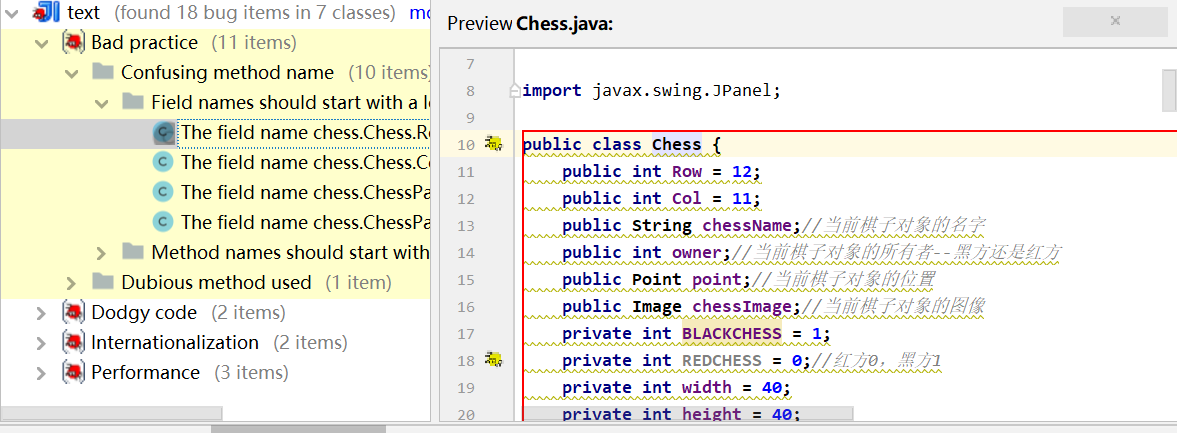 text (found 18 bug items in 7 classes)
Bad practice (11 items)
Confusing method name (10 items)
Field names should start with a
The field name chess.Chess.R
The field name chess.Chess.C
The field name chess.ChessPa
The field name chess.ChessPa
Method names should start with
Dubious method used (1 item)
Dodgy code (2 items)
Internationalization (2 items)
Performance (3 items)
Preview Chess.java:
7
8 import javax.swing.JPanel;
9
10 public class Chess {
11 public int Row = 12;
12 public int Col = 11;
13 public String chessName;//当前棋子对象的名字
14 public int owner;//当前棋子对象的所有者--黑方还是红方
15 public Point point;//当前棋子对象的位置
16 public Image chessImage;//当前棋子对象的图像
17 private int BLACKCHESS = 1;
18 private int REDCHESS = 0;//红方0，黑方1
19 private int width = 40;
20 private int height = 40;